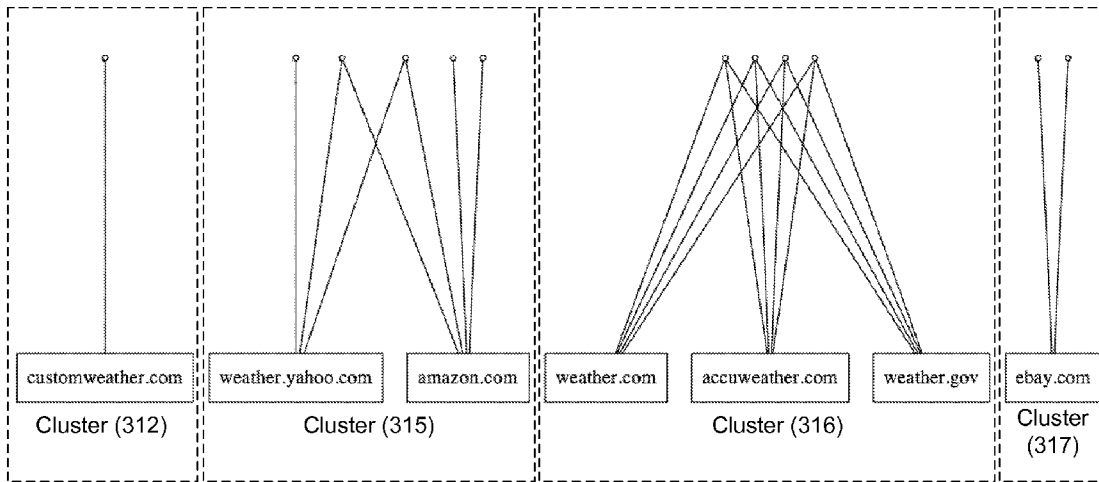 customweather.com
weather.yahoo.com
amazon.com
weather.com
accuweather.com
weather.gov
ebay.com
Cluster (312)
Cluster (315)
Cluster (316)
Cluster
(317)